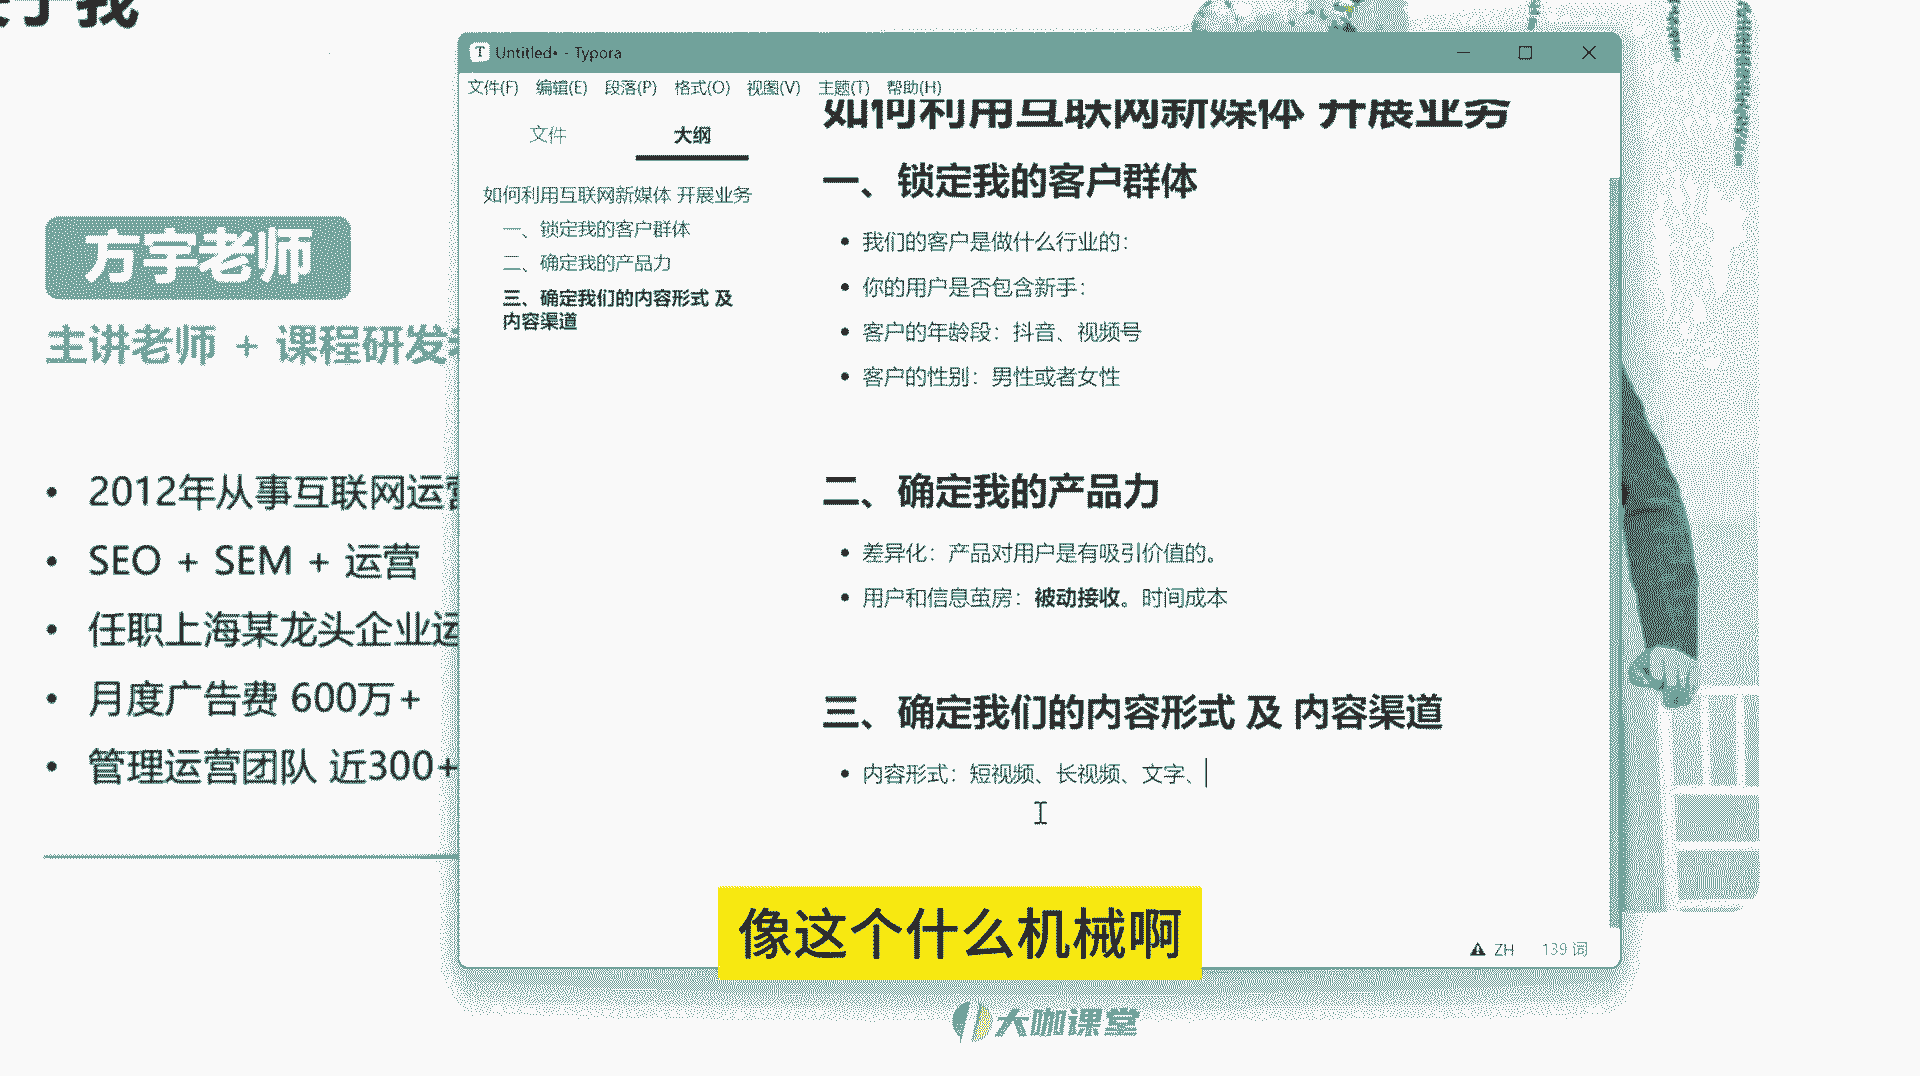 于我
方宇老师
主讲老师 + 课程研发
2012年从事互联网运营
SEO + SEM + 运营
任职上海某龙头企业运
月度广告费 600万+
管理运营团队 近300+
Untitled• - Typora
文件(F) 编辑(E) 段落(P) 格式(O) 视图(V) 主题(T) 帮助(H)
文件 大纲
如何利用互联网新媒体 开展业务
一、锁定我的客户群体
二、确定我的产品力
三、确定我们的内容形式 及
内容渠道
如何利用互联网新媒体 开展业务
一、锁定我的客户群体
我们的客户是做什么行业的：
你的用户是否包含新手：
客户的年龄段：抖音、视频号
客户的性别：男性或者女性
二、确定我的产品力
差异化：产品对用户是有吸引价值的。
用户和信息茧房：被动接收。时间成本
三、确定我们的内容形式 及 内容渠道
内容形式：短视频、长视频、文字、
ZH 139 词
像这个什么机械啊
大咖课堂